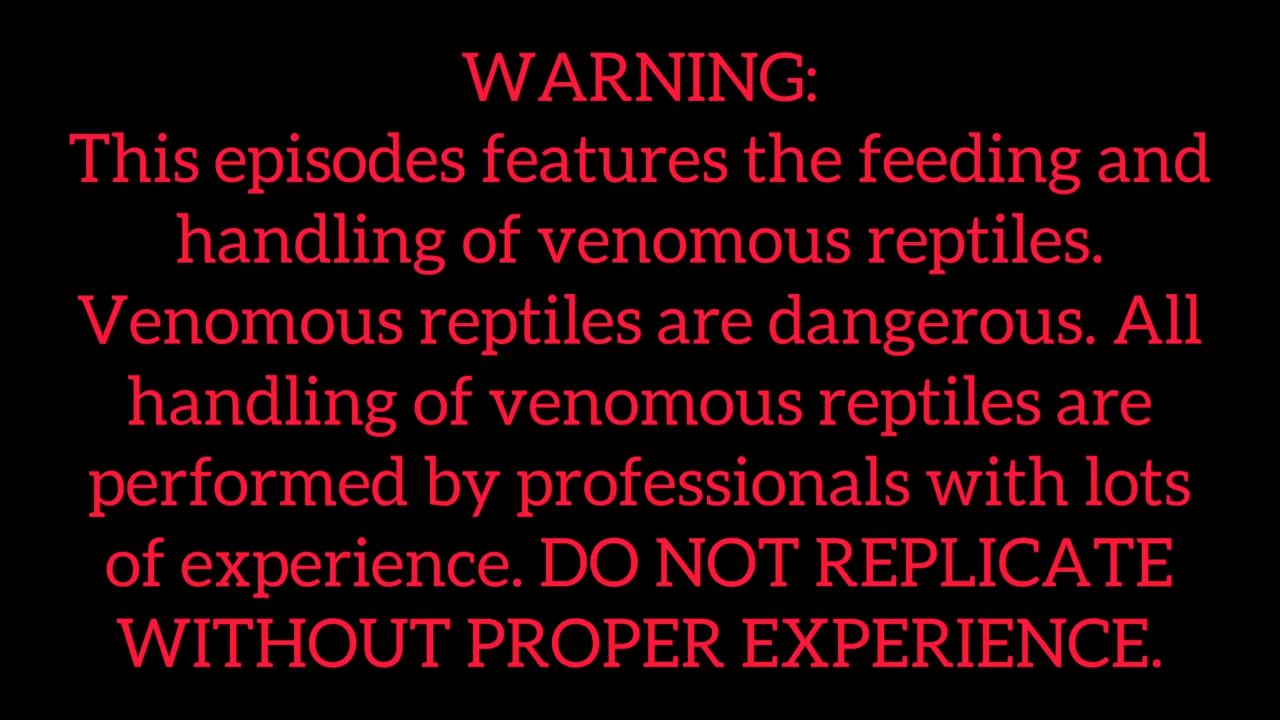 WARNING:
This episodes features the feeding and
handling of venomous reptiles.
Venomous reptiles are dangerous. All
handling of venomous reptiles are
performed by professionals with lots
of experience. DO NOT REPLICATE
WITHOUT PROPER EXPERIENCE.